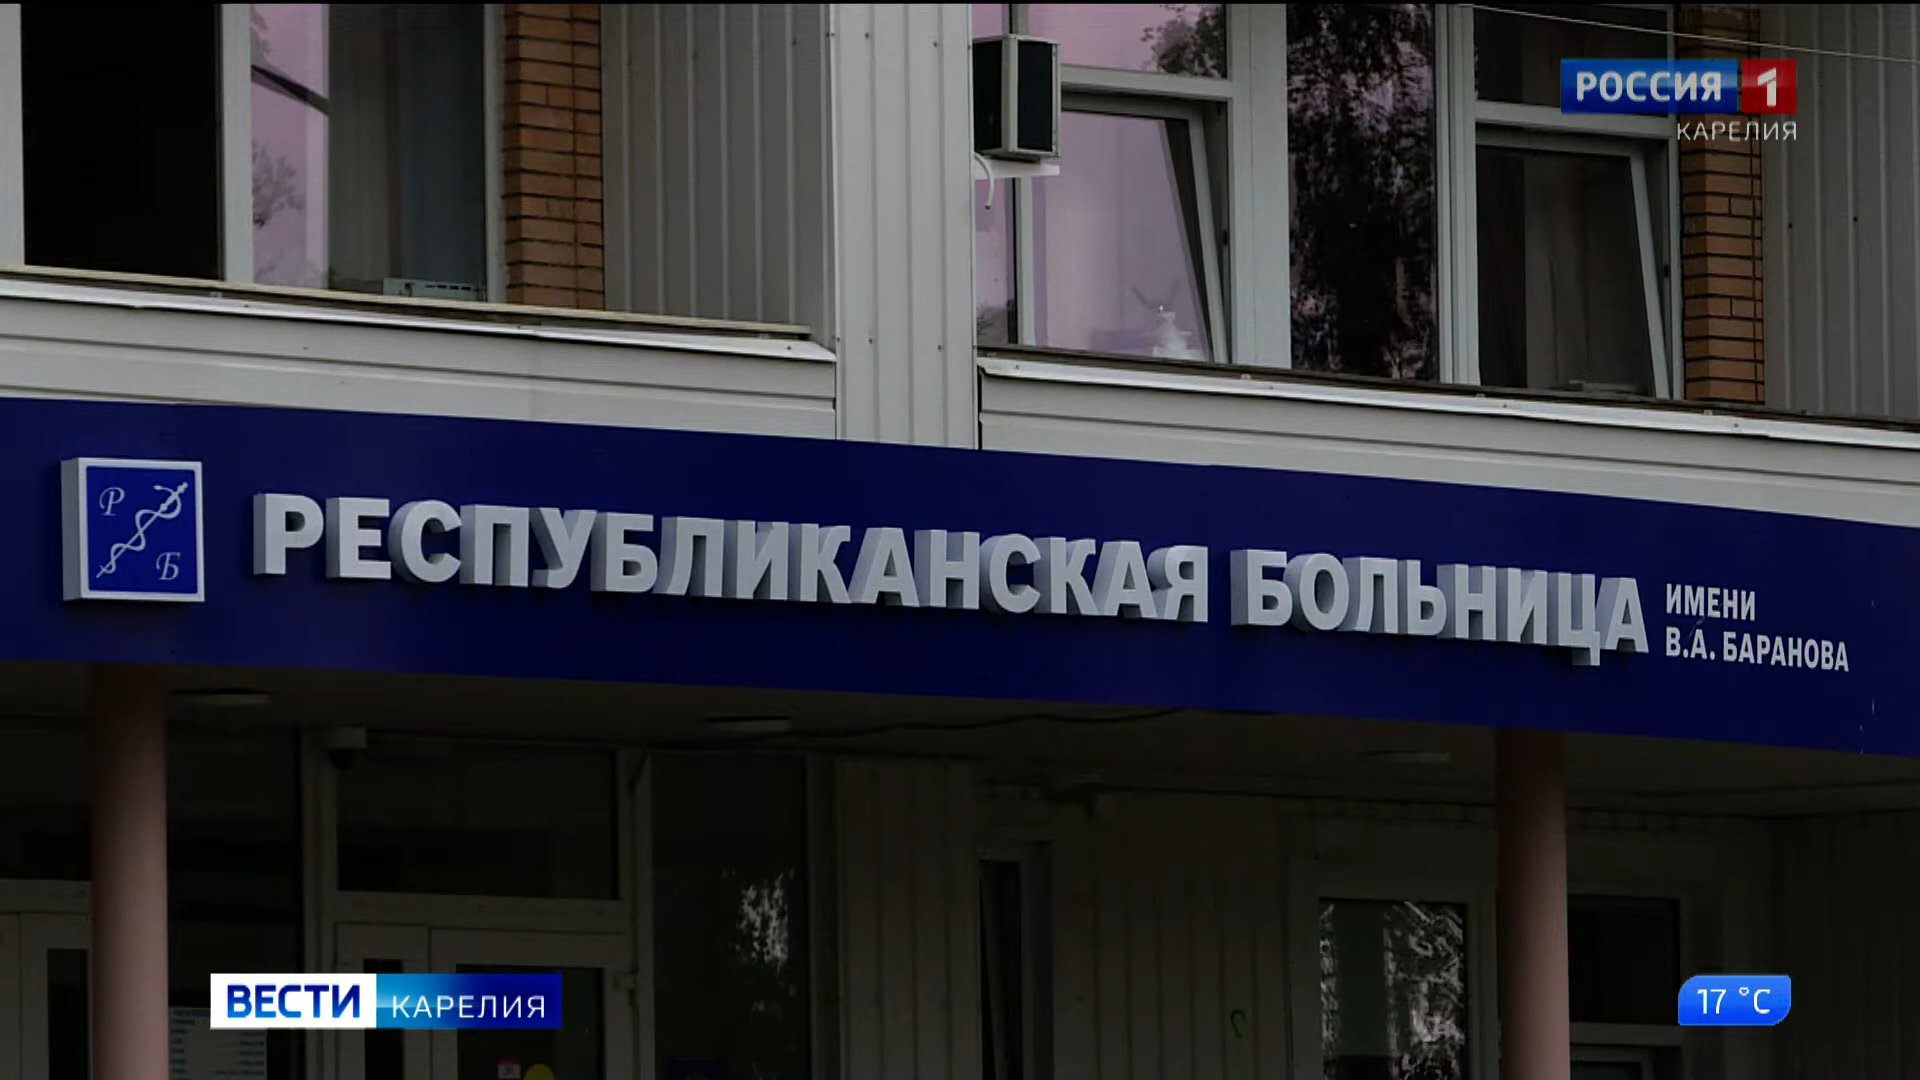 РОССИЯ 1
КАРЕЛИЯ
Р
Б
РЕСПУБЛИКАНСКАЯ БОЛЬНИЦА
ИМЕНИ
В.А. БАРАНОВА
ВЕСТИ КАРЕЛИЯ
17 °C